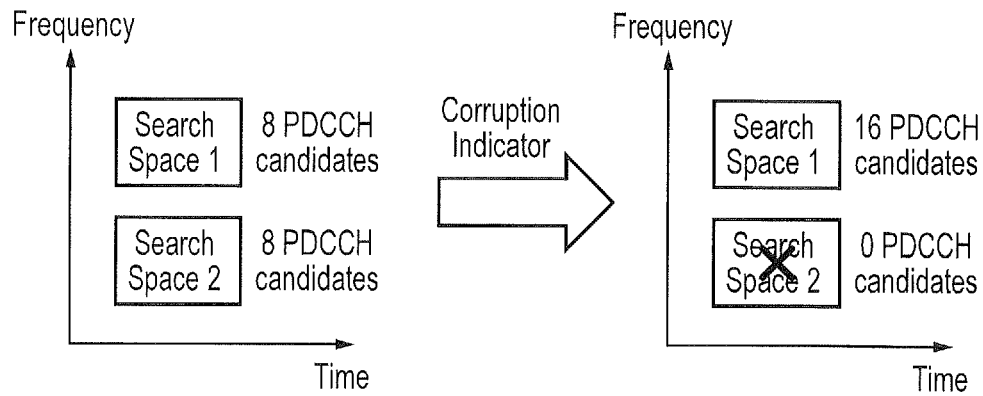 Frequency
Search
Space 1
8 PDCCH
candidates
Search
Space 2
8 PDCCH
candidates
Time
Corruption
Indicator
Frequency
Search
Space 1
16 PDCCH
candidates
Search
Space 2
0 PDCCH
candidates
Time